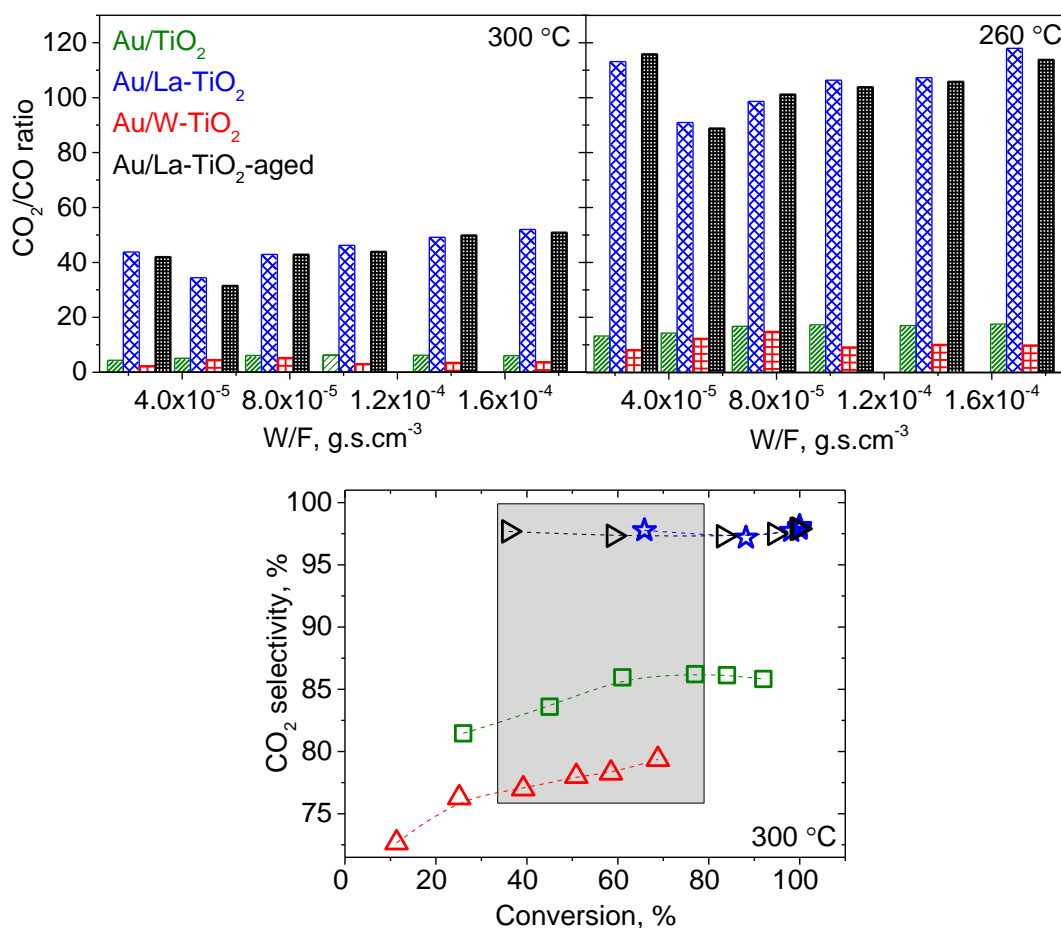 300 °C
260 °C
Au/TiO2
Au/La-TiO2
Au/W-TiO2
Au/La-TiO2-aged
120
100
80
60
40
20
0
CO2/CO ratio
4.0x10-5 8.0x10-5 1.2x10-4 1.6x10-4
4.0x10-5 8.0x10-5 1.2x10-4 1.6x10-4
W/F, g.s.cm-3
W/F, g.s.cm-3
100
95
90
85
80
75
CO2 selectivity, %
300 °C
0 20 40 60 80 100
Conversion, %